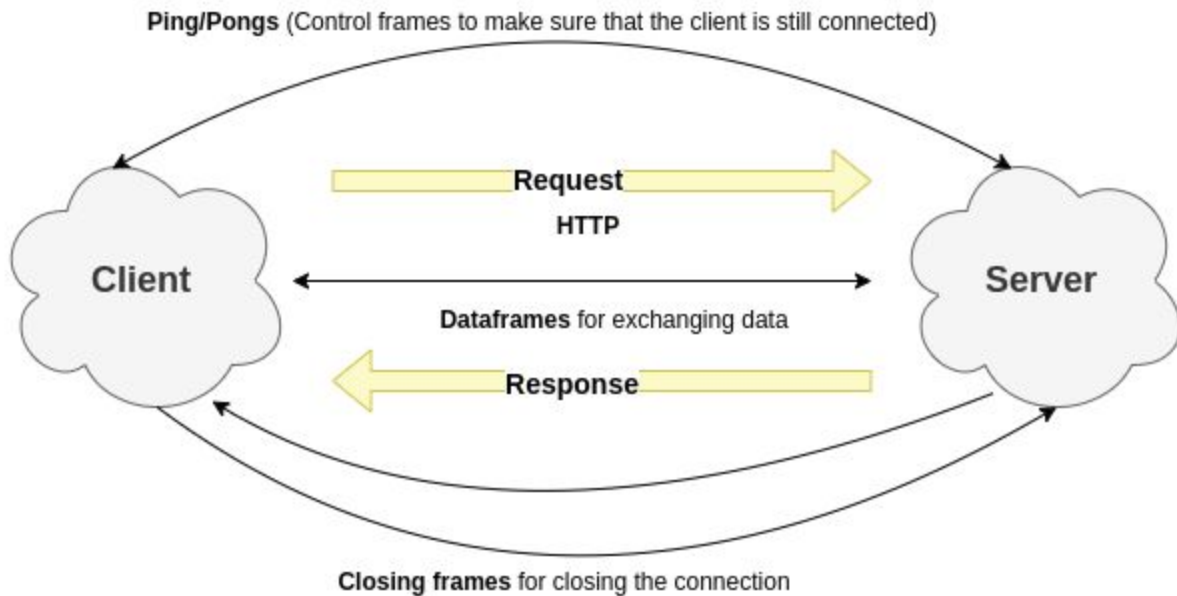 Ping/Pongs (Control frames to make sure that the client is still connected)
Request
HTTP
Client
Server
Dataframes for exchanging data
Response
Closing frames for closing the connection